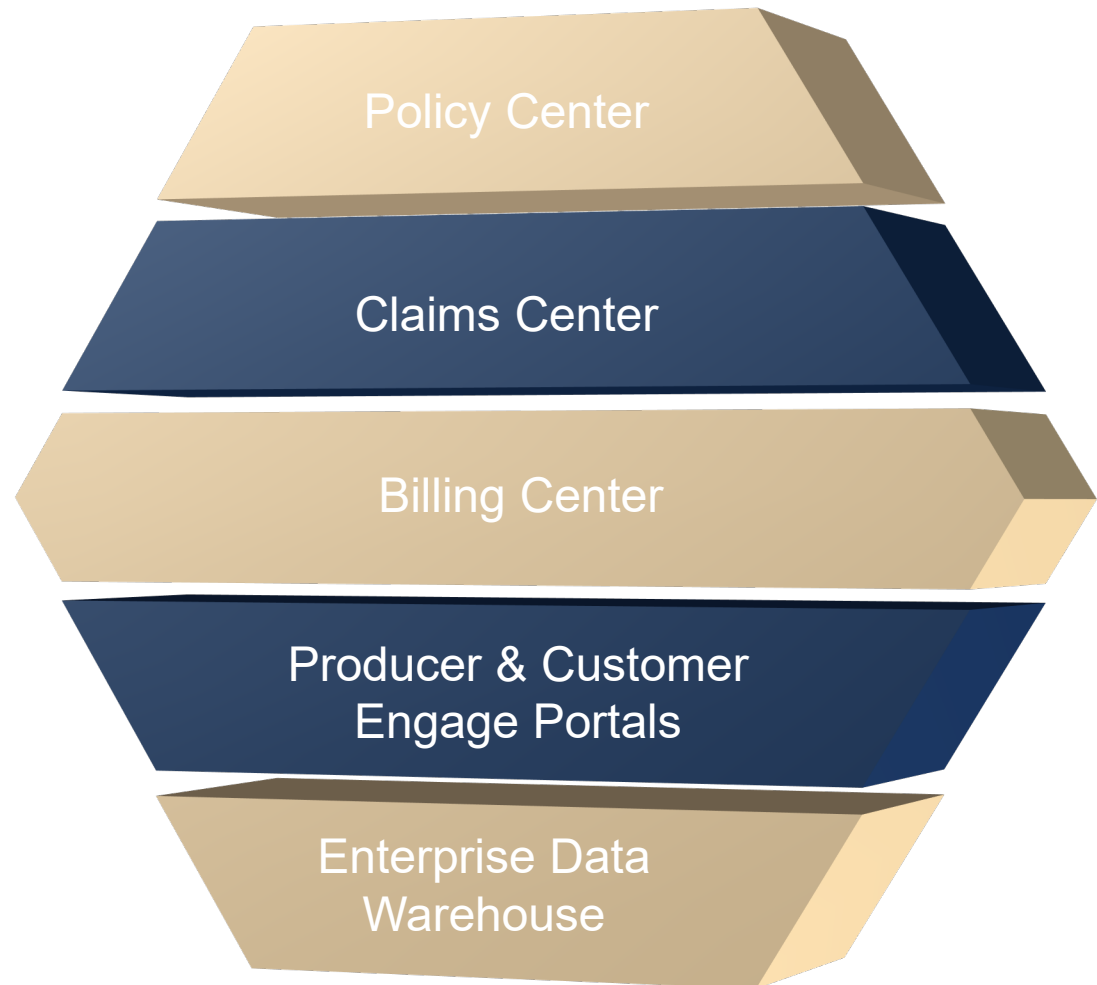 Policy Center
Claims Center
Billing Center
Producer & Customer
Engage Portals
Enterprise Data
Warehouse